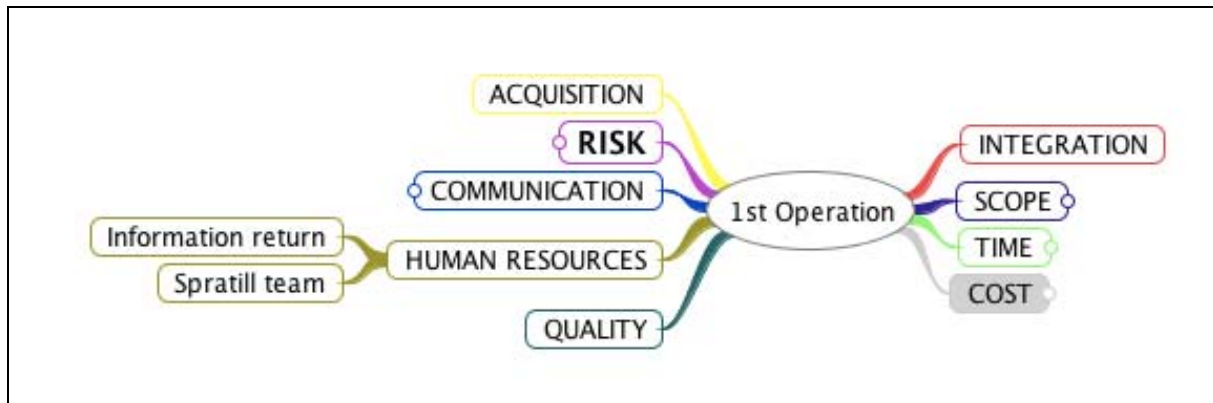 ACQUISITION
RISK
COMMUNICATION
Information return
HUMAN RESOURCES
Spratill team
QUALITY
1st Operation
INTEGRATION
SCOPE
TIME
COST